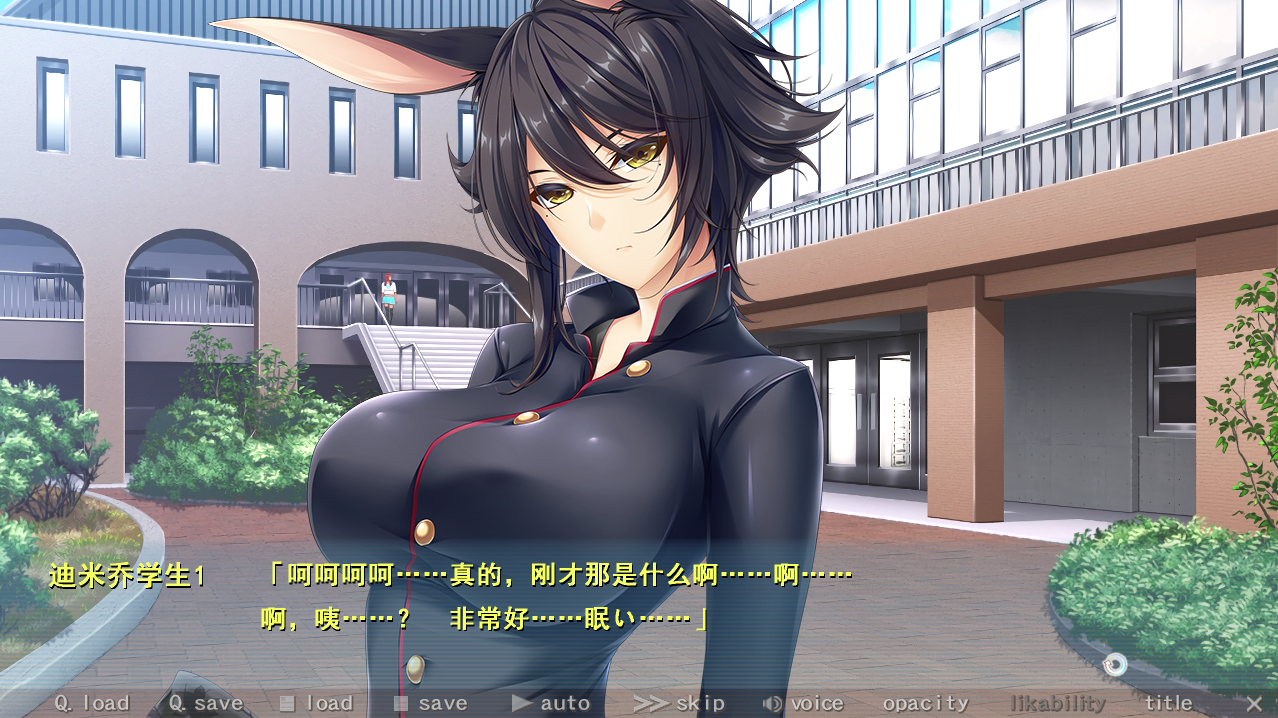 迪米乔学生1
「呵呵呵呵……真的，刚才那是什么啊……啊……
啊，咦……？　非常好……眠い……」
Q. load Q. save load save auto skip voice opacity likability title